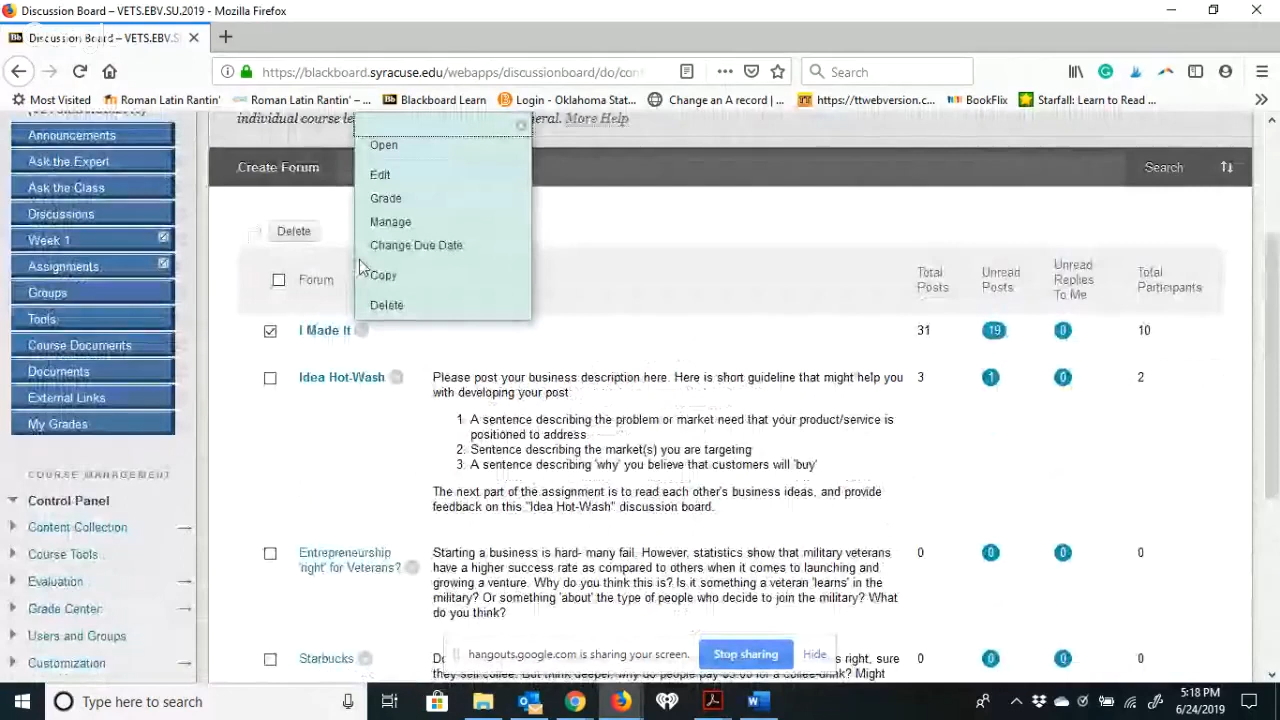 Discussion Board – VETS.EBV.SU.2019 - Mozilla Firefox
Discussion Board – VETS.EBV.S
https://blackboard.syracuse.edu/webapps/discussionboard/do/con
Search
Most Visited
Roman Latin Rantin'
Roman Latin Rantin' – ...
Blackboard Learn
Login - Oklahoma Stat...
Change an A record | ...
https://ttwebversion.c...
BookFlix
Starfall: Learn to Read ...
individual course le
eral. More Help
Announcements
Ask the Expert
Ask the Class
Discussions
Week 1
Assignments
Groups
Tools
Course Documents
Documents
External Links
My Grades
COURSE MANAGEMENT
Control Panel
Content Collection
Course Tools
Evaluation
Grade Center
Users and Groups
Customization
Create Forum
Search
Open
Edit
Grade
Manage
Change Due Date
Copy
Delete
Delete
Forum
Total Posts
Unread Posts
Unread Replies To Me
Total Participants
I Made It
31 19 0 10
Idea Hot-Wash
Please post your business description here. Here is short guideline that might help you
with developing your post
1. A sentence describing the problem or market need that your product/service is
positioned to address
2. Sentence describing the market(s) you are targeting
3. A sentence describing 'why' you believe that customers will 'buy'
The next part of the assignment is to read each other's business ideas, and provide
feedback on this "Idea Hot-Wash" discussion board.
3 1 0 2
Entrepreneurship
'right' for Veterans?
Starting a business is hard- many fail. However, statistics show that military veterans
have a higher success rate as compared to others when it comes to launching and
growing a venture. Why do you think this is? Is it something a veteran 'learns' in the
military? Or something 'about' the type of people who decide to join the military? What
do you think?
0 0 0 0
Starbucks
Do
s right, sure
0 0 0 0
hangouts.google.com is sharing your screen.
Stop sharing
Hide
Type here to search
5:18 PM
6/24/2019